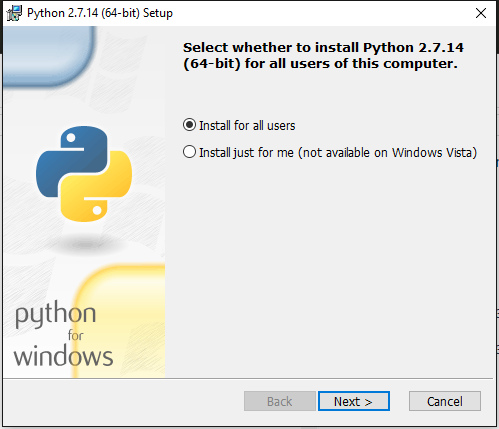 Python 2.7.14 (64-bit) Setup
Select whether to install Python 2.7.14
(64-bit) for all users of this computer.
Install for all users
Install just for me (not available on Windows Vista)
python
for
windows
Back
Next >
Cancel